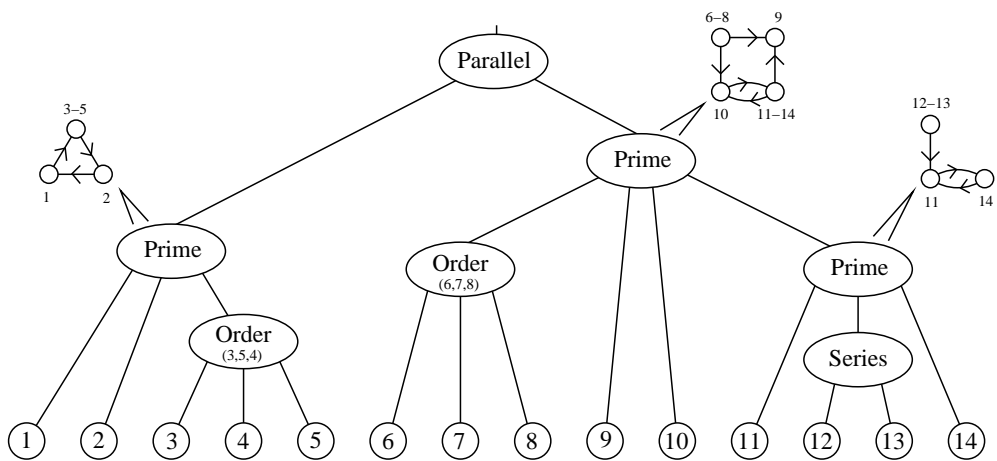 6–8 9
Parallel
10 11–14
12–13
3–5
1 2
Prime
11 14
Prime
Order
(6,7,8)
Prime
Order
(3,5,4)
Series
1 2 3 4 5 6 7 8 9 10 11 12 13 14